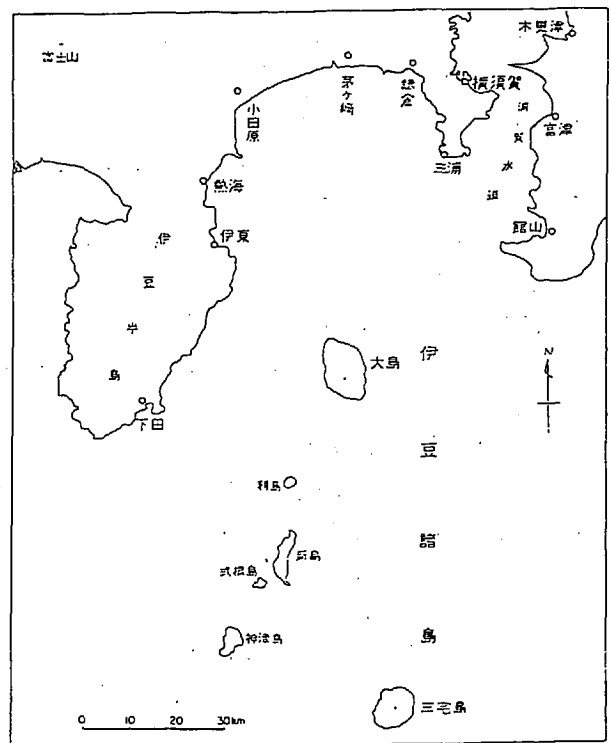 富士山
木更津
横須賀
小田原
茅ヶ崎
鎌倉
浦賀水道
富津
三浦
熱海
館山
伊東
伊豆半島
大島
伊豆諸島
N
下田
利島
新島
式根島
神津島
三宅島
0 10 20 30km